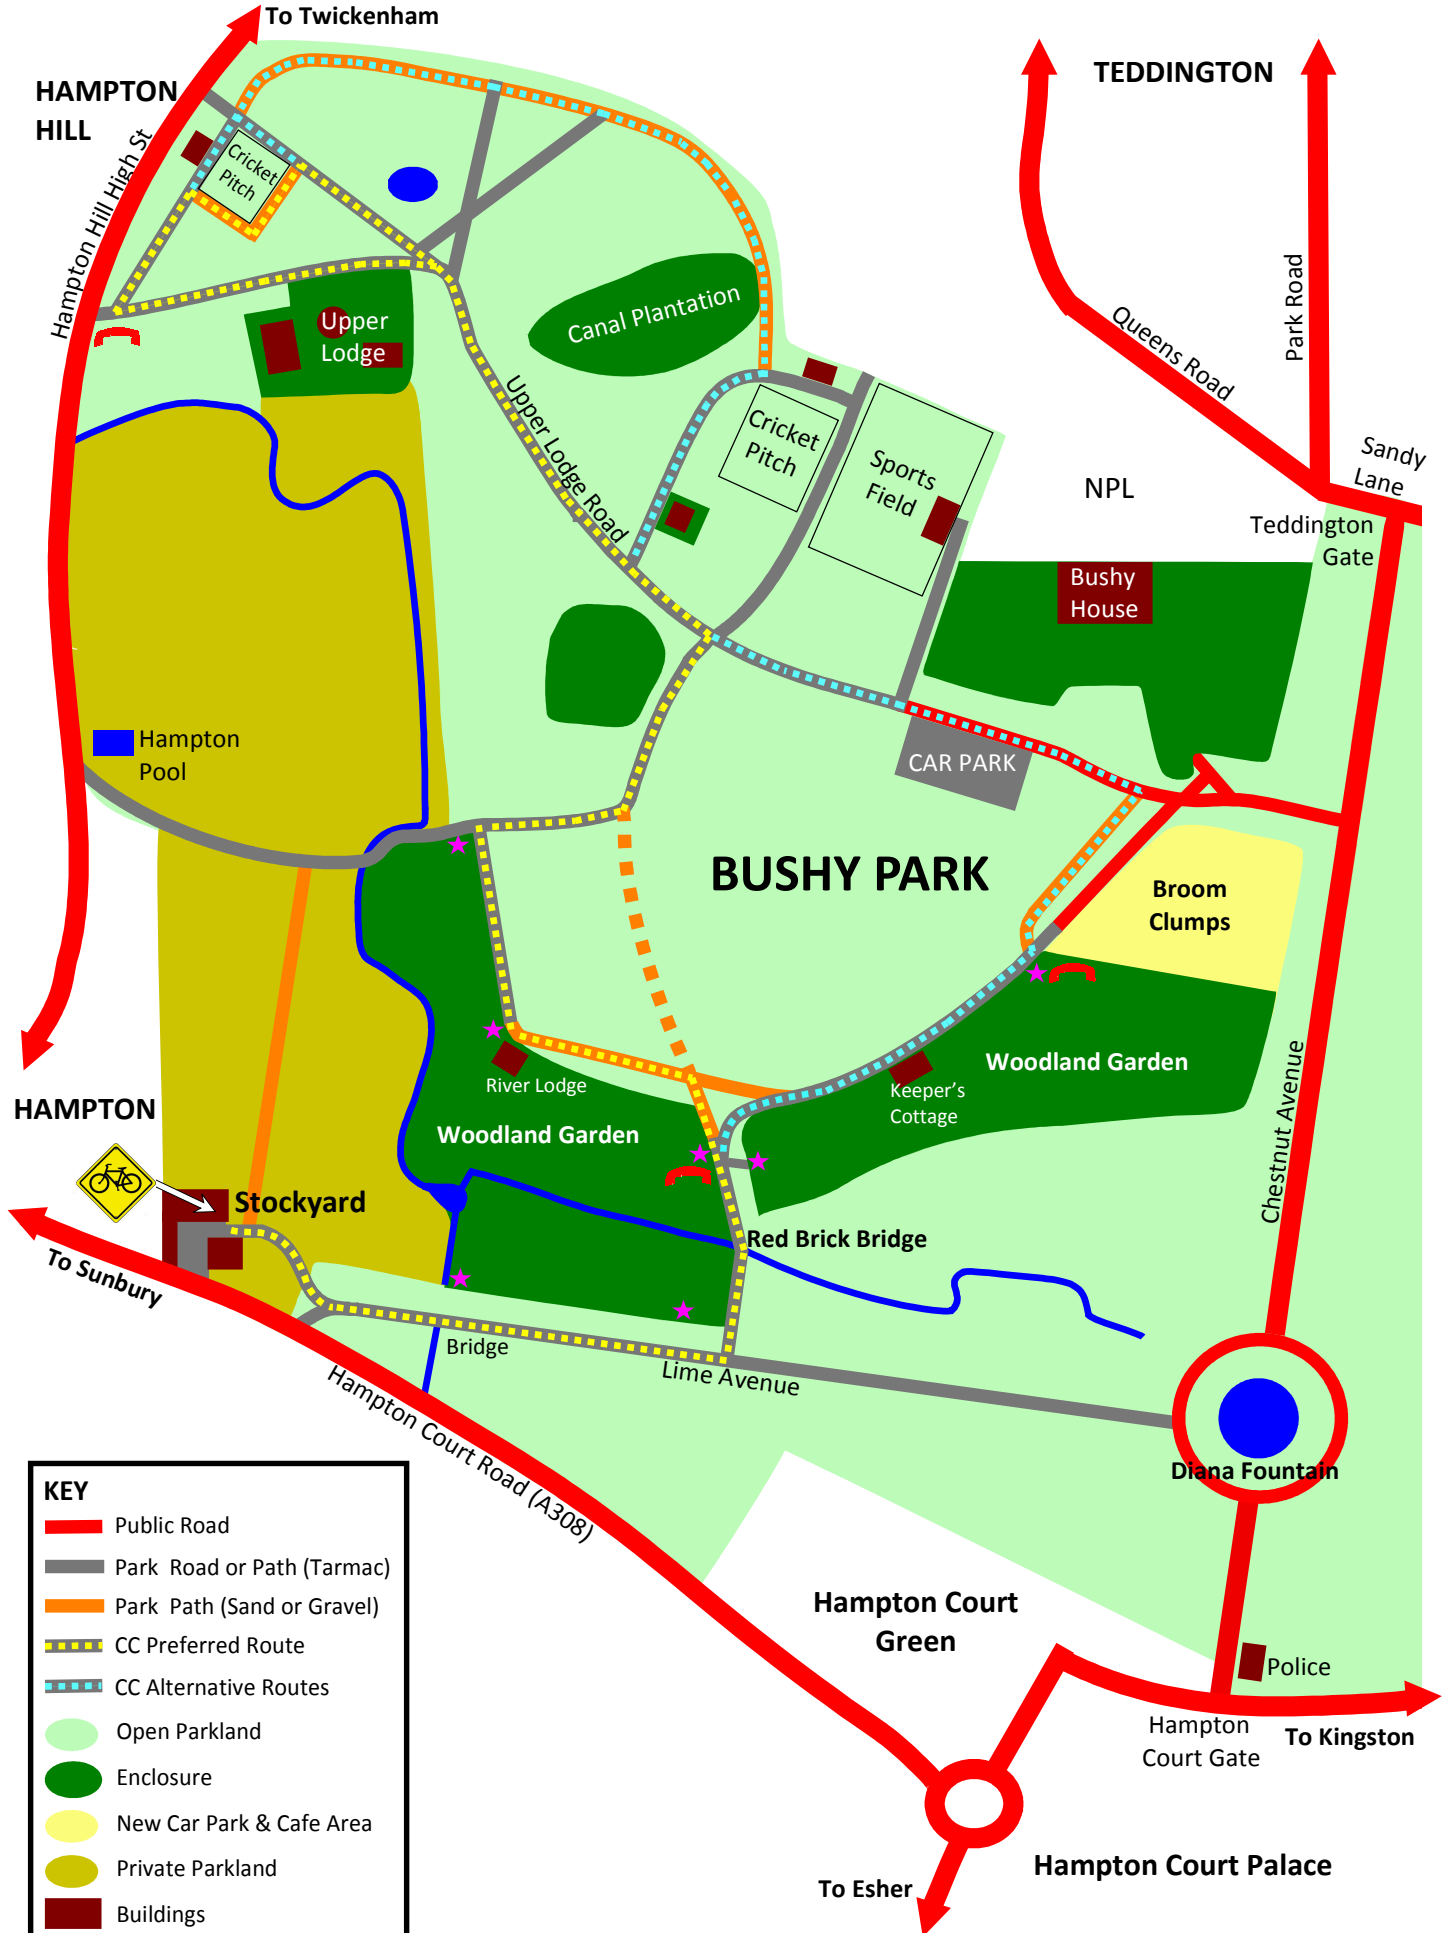 To Twickenham
HAMPTON
HILL
TEDDINGTON
Hampton Hill High St
Cricket
Pitch
Canal Plantation
Upper
Lodge
Upper Lodge Road
Cricket
Pitch
Sports
Field
Queens Road
Park Road
Sandy
Lane
NPL
Teddington
Gate
Bushy
House
Hampton
Pool
CAR PARK
BUSHY PARK
Broom
Clumps
Woodland Garden
River Lodge
Keeper's
Cottage
HAMPTON
Woodland Garden
Chestnut Avenue
Stockyard
Red Brick Bridge
To Sunbury
Bridge
Lime Avenue
Hampton Court Road (A308)
Diana Fountain
KEY
Public Road
Park Road or Path (Tarmac)
Park Path (Sand or Gravel)
CC Preferred Route
CC Alternative Routes
Open Parkland
Enclosure
New Car Park & Cafe Area
Private Parkland
Buildings
Hampton Court
Green
Police
Hampton
Court Gate
To Kingston
Hampton Court Palace
To Esher